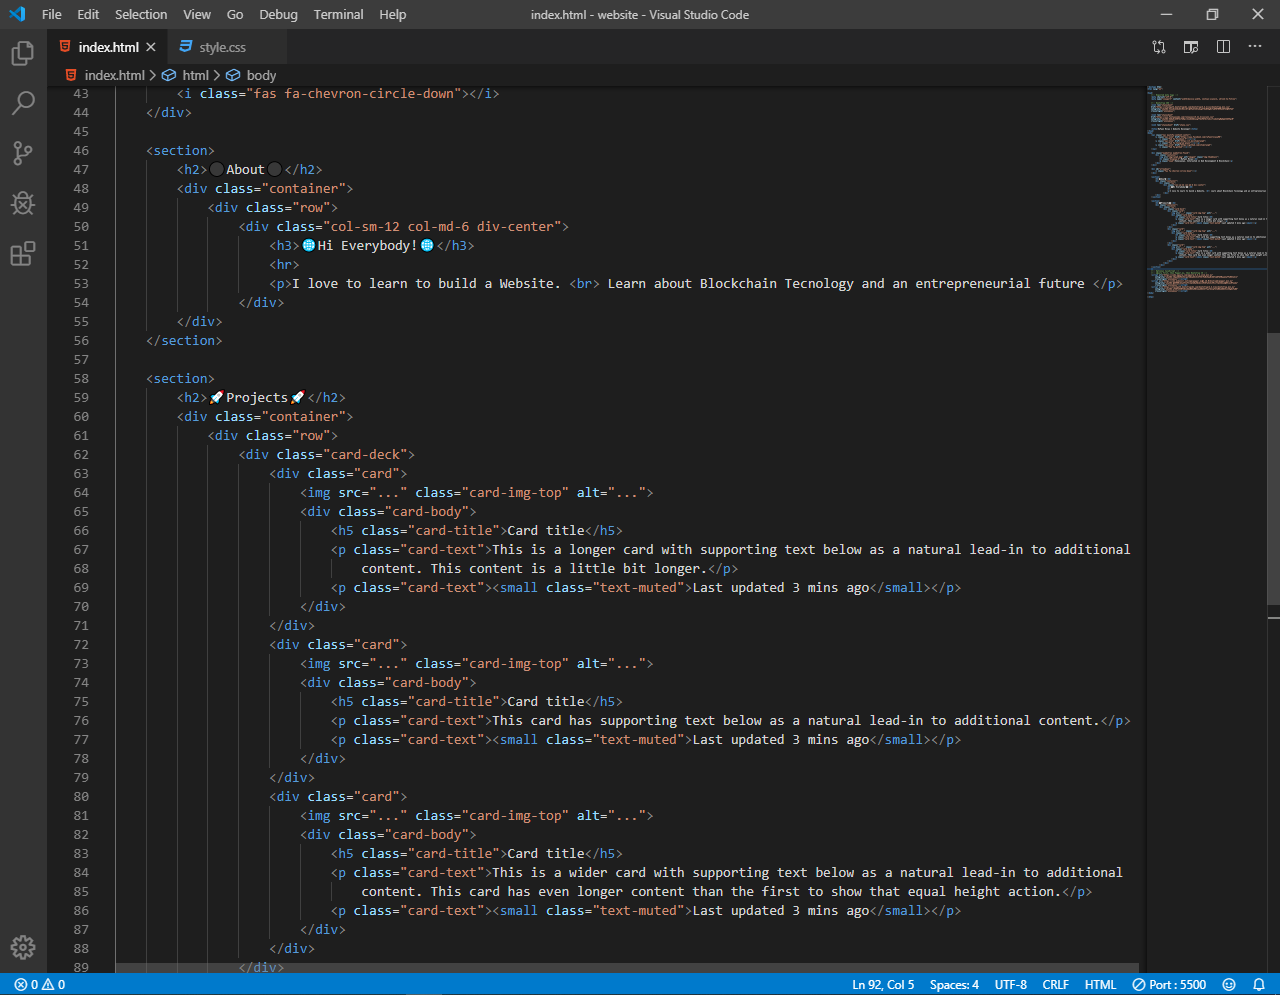 File Edit Selection View Go Debug Terminal Help index.html - website - Visual Studio Code
index.html style.css
index.html > html > body
43 <i class="fas fa-chevron-circle-down"></i>
44 </div>
45
46 <section>
47 <h2>⚫About⚫</h2>
48 <div class="container">
49 <div class="row">
50 <div class="col-sm-12 col-md-6 div-center">
51 <h3>🌐Hi Everybody!🌐</h3>
52 <hr>
53 <p>I love to learn to build a Website. <br> Learn about Blockchain Tecnology and an entrepreneurial future </p>
54 </div>
55 </div>
56 </section>
57
58 <section>
59 <h2>🚀Projects🚀</h2>
60 <div class="container">
61 <div class="row">
62 <div class="card-deck">
63 <div class="card">
64 <img src="..." class="card-img-top" alt="...">
65 <div class="card-body">
66 <h5 class="card-title">Card title</h5>
67 <p class="card-text">This is a longer card with supporting text below as a natural lead-in to additional
68 content. This content is a little bit longer.</p>
69 <p class="card-text"><small class="text-muted">Last updated 3 mins ago</small></p>
70 </div>
71 </div>
72 <div class="card">
73 <img src="..." class="card-img-top" alt="...">
74 <div class="card-body">
75 <h5 class="card-title">Card title</h5>
76 <p class="card-text">This card has supporting text below as a natural lead-in to additional content.</p>
77 <p class="card-text"><small class="text-muted">Last updated 3 mins ago</small></p>
78 </div>
79 </div>
80 <div class="card">
81 <img src="..." class="card-img-top" alt="...">
82 <div class="card-body">
83 <h5 class="card-title">Card title</h5>
84 <p class="card-text">This is a wider card with supporting text below as a natural lead-in to additional
85 content. This card has even longer content than the first to show that equal height action.</p>
86 <p class="card-text"><small class="text-muted">Last updated 3 mins ago</small></p>
87 </div>
88 </div>
89 </div>
0 0 Ln 92, Col 5 Spaces: 4 UTF-8 CRLF HTML Port : 5500